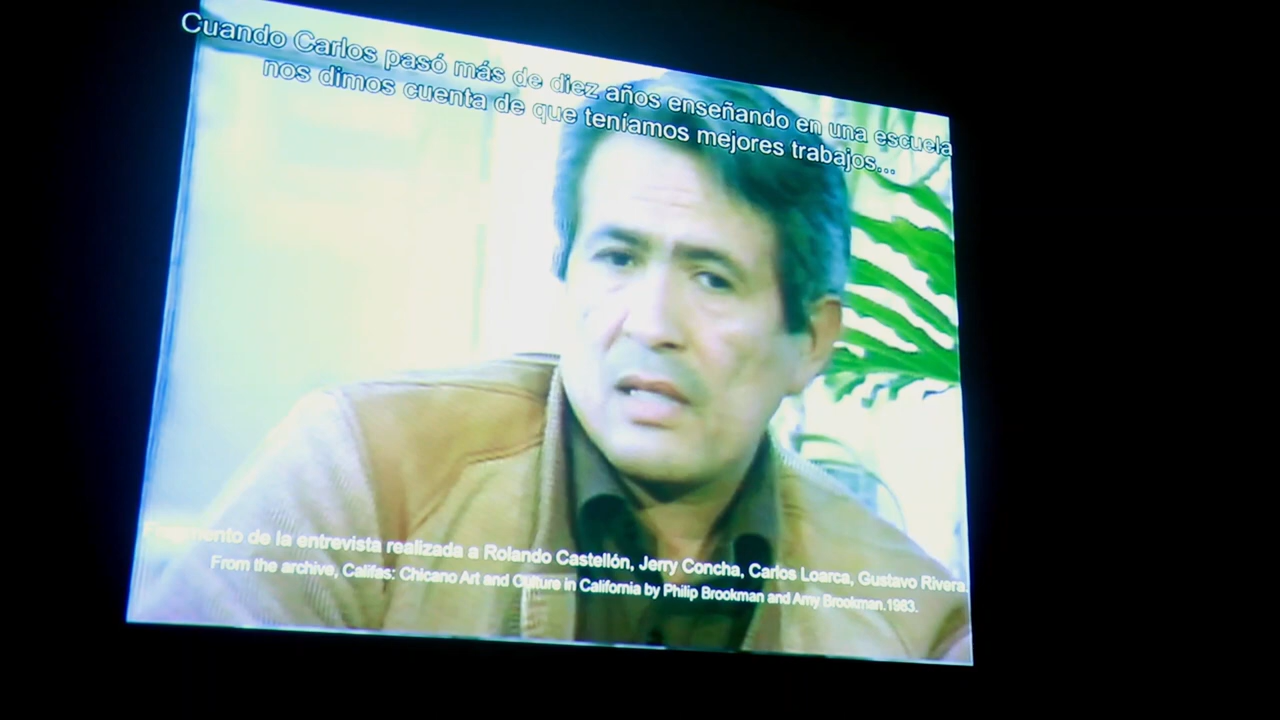 Cuando Carlos pasó más de diez años enseñando en una escuela
nos dimos cuenta de que teníamos mejores trabajos...
Fragmento de la entrevista realizada a Rolando Castellón, Jerry Concha, Carlos Loarca, Gustavo Rivera.
From the archive, Califas: Chicano Art and Culture in California by Philip Brookman and Amy Brookman.1983.